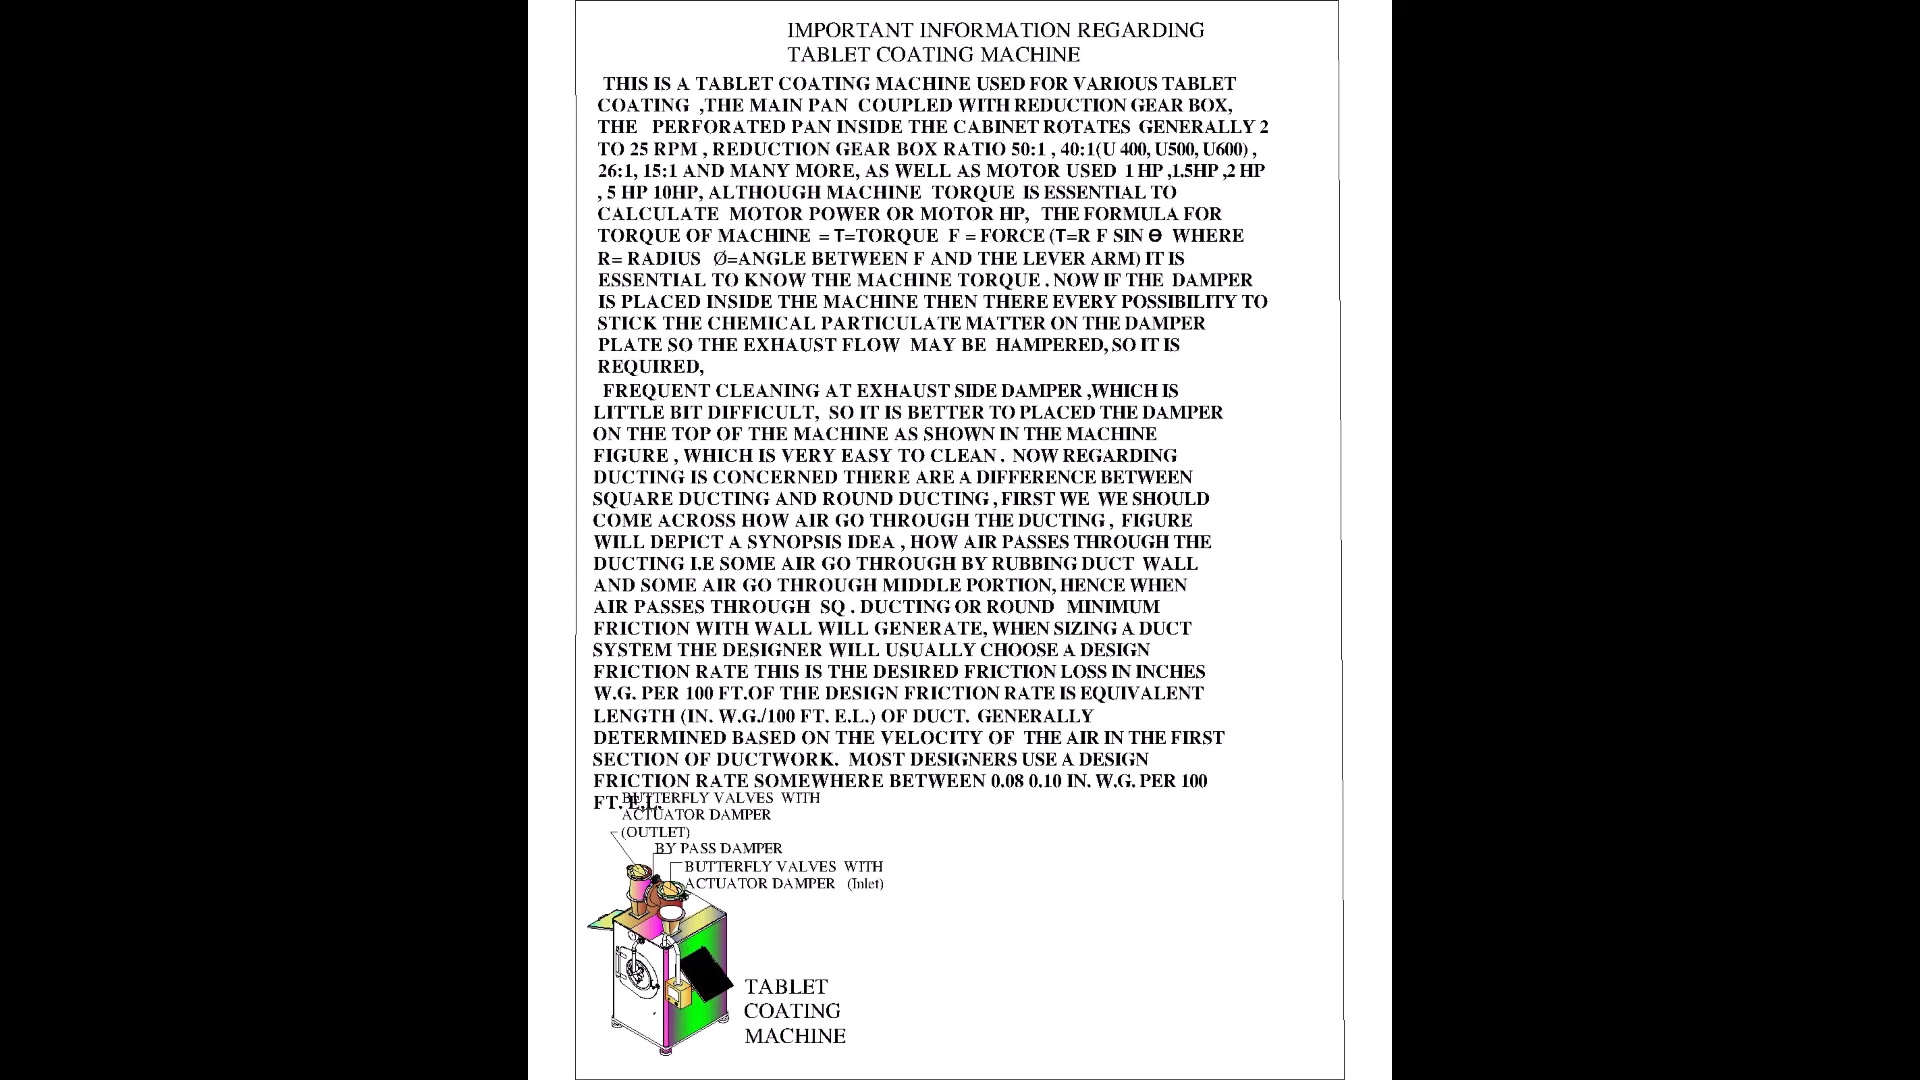 IMPORTANT INFORMATION REGARDING
TABLET COATING MACHINE
THIS IS A TABLET COATING MACHINE USED FOR VARIOUS TABLET
COATING ,THE MAIN PAN COUPLED WITH REDUCTION GEAR BOX,
THE PERFORATED PAN INSIDE THE CABINET ROTATES GENERALLY 2
TO 25 RPM , REDUCTION GEAR BOX RATIO 50:1 , 40:1(U 400, U500, U600) ,
26:1, 15:1 AND MANY MORE, AS WELL AS MOTOR USED 1 HP ,1.5HP ,2 HP
, 5 HP 10HP, ALTHOUGH MACHINE TORQUE IS ESSENTIAL TO
CALCULATE MOTOR POWER OR MOTOR HP, THE FORMULA FOR
TORQUE OF MACHINE = T=TORQUE F = FORCE (T=R F SIN Ɵ WHERE
R= RADIUS Ø=ANGLE BETWEEN F AND THE LEVER ARM) IT IS
ESSENTIAL TO KNOW THE MACHINE TORQUE . NOW IF THE DAMPER
IS PLACED INSIDE THE MACHINE THEN THERE EVERY POSSIBILITY TO
STICK THE CHEMICAL PARTICULATE MATTER ON THE DAMPER
PLATE SO THE EXHAUST FLOW MAY BE HAMPERED, SO IT IS
REQUIRED,
FREQUENT CLEANING AT EXHAUST SIDE DAMPER ,WHICH IS
LITTLE BIT DIFFICULT, SO IT IS BETTER TO PLACED THE DAMPER
ON THE TOP OF THE MACHINE AS SHOWN IN THE MACHINE
FIGURE , WHICH IS VERY EASY TO CLEAN . NOW REGARDING
DUCTING IS CONCERNED THERE ARE A DIFFERENCE BETWEEN
SQUARE DUCTING AND ROUND DUCTING , FIRST WE WE SHOULD
COME ACROSS HOW AIR GO THROUGH THE DUCTING , FIGURE
WILL DEPICT A SYNOPSIS IDEA , HOW AIR PASSES THROUGH THE
DUCTING I.E SOME AIR GO THROUGH BY RUBBING DUCT WALL
AND SOME AIR GO THROUGH MIDDLE PORTION, HENCE WHEN
AIR PASSES THROUGH SQ . DUCTING OR ROUND MINIMUM
FRICTION WITH WALL WILL GENERATE, WHEN SIZING A DUCT
SYSTEM THE DESIGNER WILL USUALLY CHOOSE A DESIGN
FRICTION RATE THIS IS THE DESIRED FRICTION LOSS IN INCHES
W.G. PER 100 FT.OF THE DESIGN FRICTION RATE IS EQUIVALENT
LENGTH (IN. W.G./100 FT. E.L.) OF DUCT. GENERALLY
DETERMINED BASED ON THE VELOCITY OF THE AIR IN THE FIRST
SECTION OF DUCTWORK. MOST DESIGNERS USE A DESIGN
FRICTION RATE SOMEWHERE BETWEEN 0.08 0.10 IN. W.G. PER 100
FT. E.L.
BUTTERFLY VALVES WITH
ACTUATOR DAMPER
(OUTLET)
BY PASS DAMPER
BUTTERFLY VALVES WITH
ACTUATOR DAMPER (Inlet)
TABLET
COATING
MACHINE